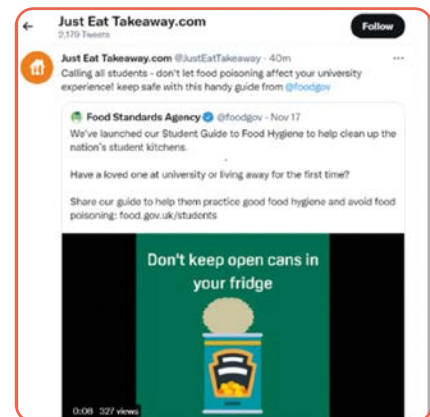 Just Eat Takeaway.com
2,179 Tweets
Follow
Just Eat Takeaway.com @JustEatTakeaway · 40m
Calling all students - don't let food poisoning affect your university
experience! keep safe with this handy guide from @foodgov
Food Standards Agency @foodgov · Nov 17
We've launched our Student Guide to Food Hygiene to help clean up the
nation's student kitchens.
Have a loved one at university or living away for the first time?
Share our guide to help them practice good food hygiene and avoid food
poisoning: food.gov.uk/students
Don't keep open cans in
your fridge
0:08 327 views